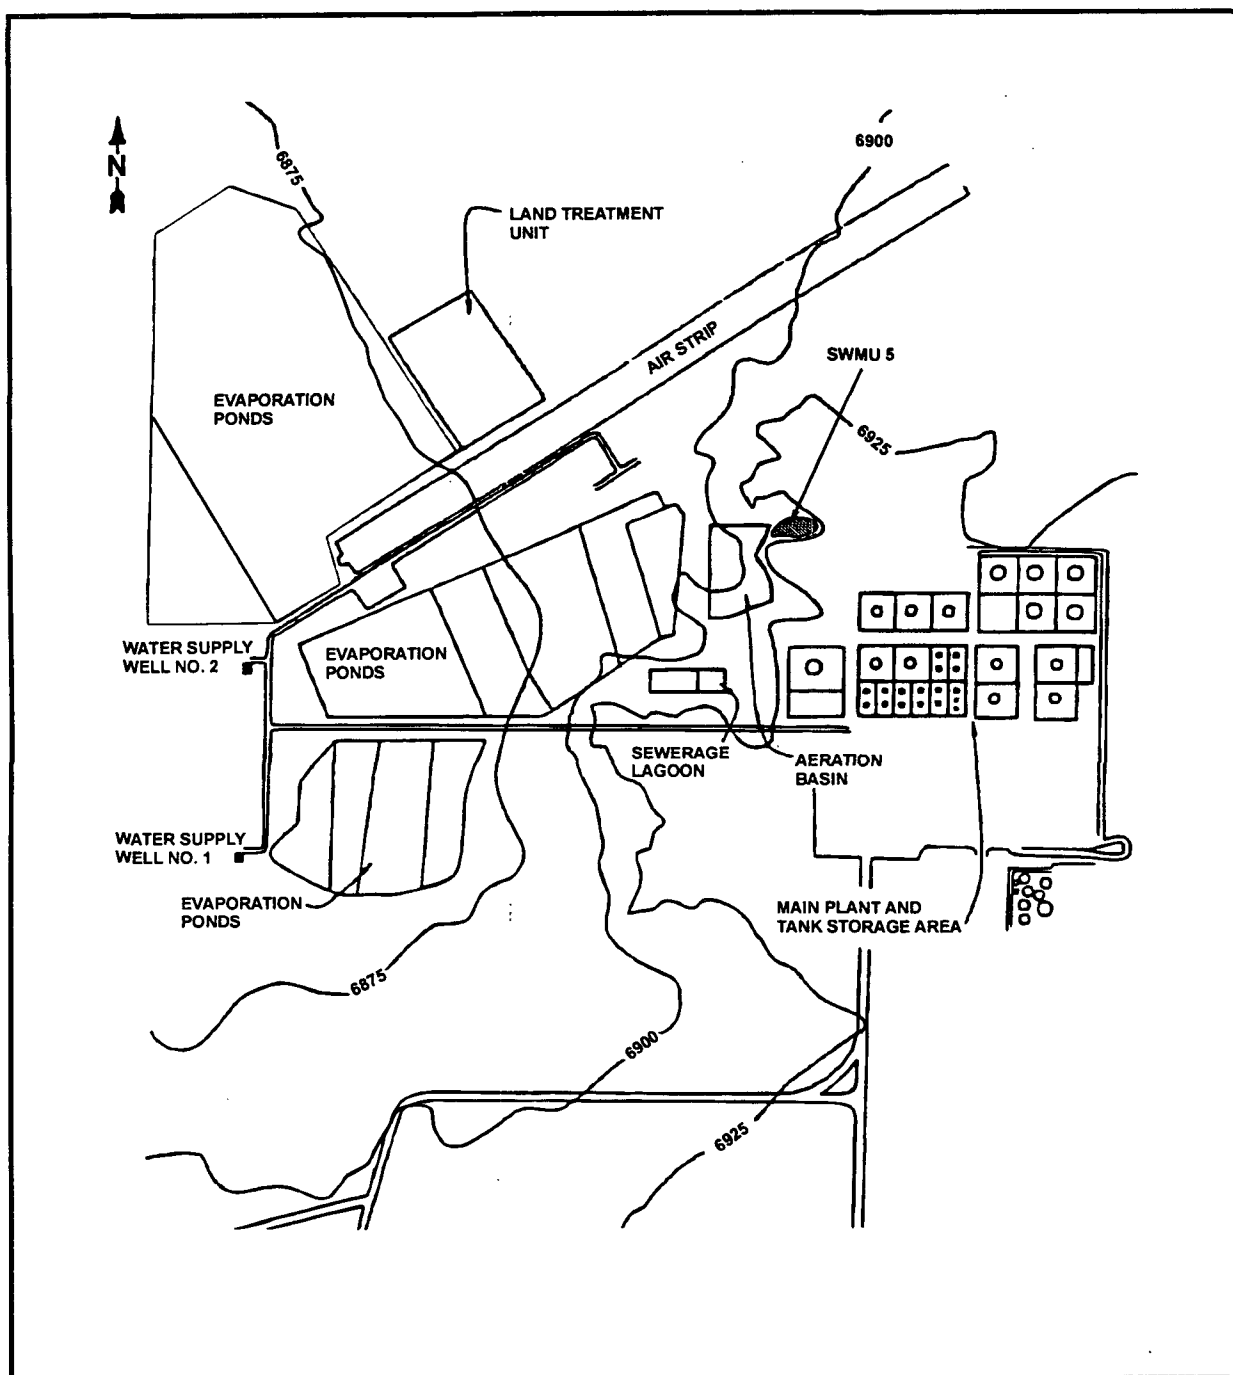 6900
N
6875
LAND TREATMENT
UNIT
AIR STRIP
SWMU 5
EVAPORATION
PONDS
6925
WATER SUPPLY
WELL NO. 2
EVAPORATION
PONDS
SEWERAGE
LAGOON
AERATION
BASIN
WATER SUPPLY
WELL NO. 1
EVAPORATION
PONDS
MAIN PLANT AND
TANK STORAGE AREA
6875
6900
6925